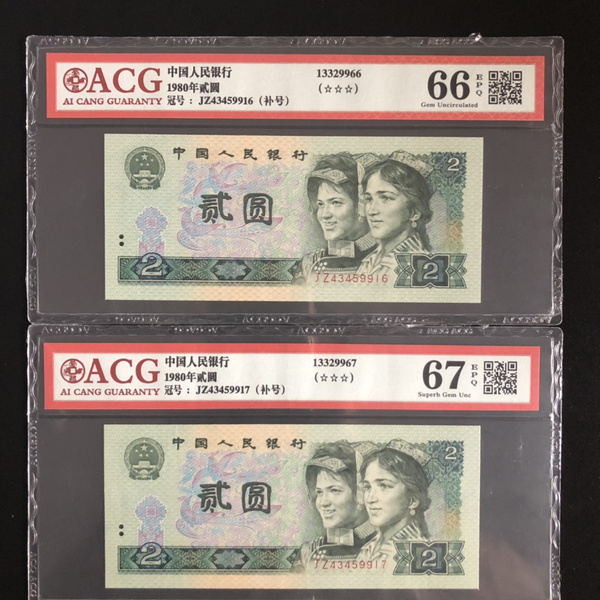 ACG
AI CANG GUARANTY
中国人民银行
1980年贰圆
冠号: JZ43459916 (补号)
13329966
(☆☆☆)
66
EPQ
Gem Uncirculated
中国人民银行
贰圆
2
2
2
JZ43459916
ACG
AI CANG GUARANTY
中国人民银行
1980年贰圆
冠号: JZ43459917 (补号)
13329967
(☆☆☆)
67
EPQ
Superb Gem Unc
中国人民银行
贰圆
2
2
2
JZ43459917